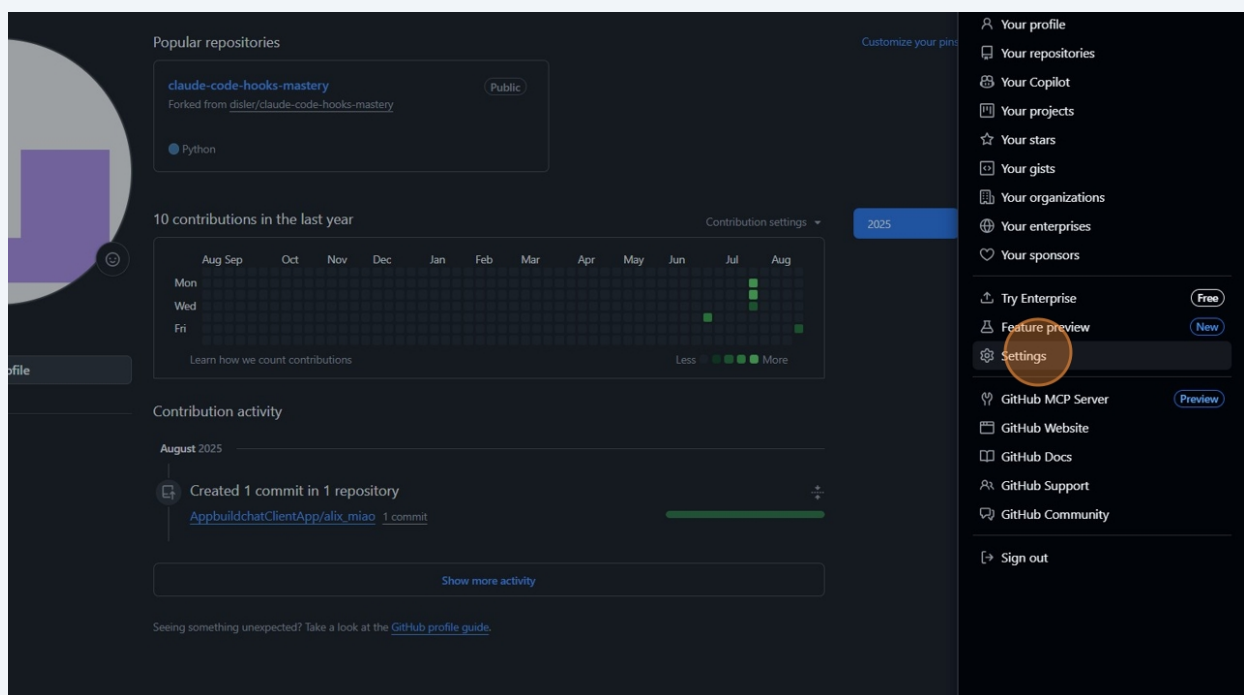 Popular repositories
Customize your pins
claude-code-hooks-mastery
Public
Forked from disler/claude-code-hooks-mastery
Python
10 contributions in the last year
Contribution settings
2025
Aug Sep Oct Nov Dec Jan Feb Mar Apr May Jun Jul Aug
Mon
Wed
Fri
Learn how we count contributions
Less
More
ofile
Contribution activity
August 2025
Created 1 commit in 1 repository
AppbuildchatClientApp/alix_miao 1 commit
Show more activity
Seeing something unexpected? Take a look at the GitHub profile guide.
Your profile
Your repositories
Your Copilot
Your projects
Your stars
Your gists
Your organizations
Your enterprises
Your sponsors
Try Enterprise Free
Feature preview New
Settings
GitHub MCP Server Preview
GitHub Website
GitHub Docs
GitHub Support
GitHub Community
Sign out